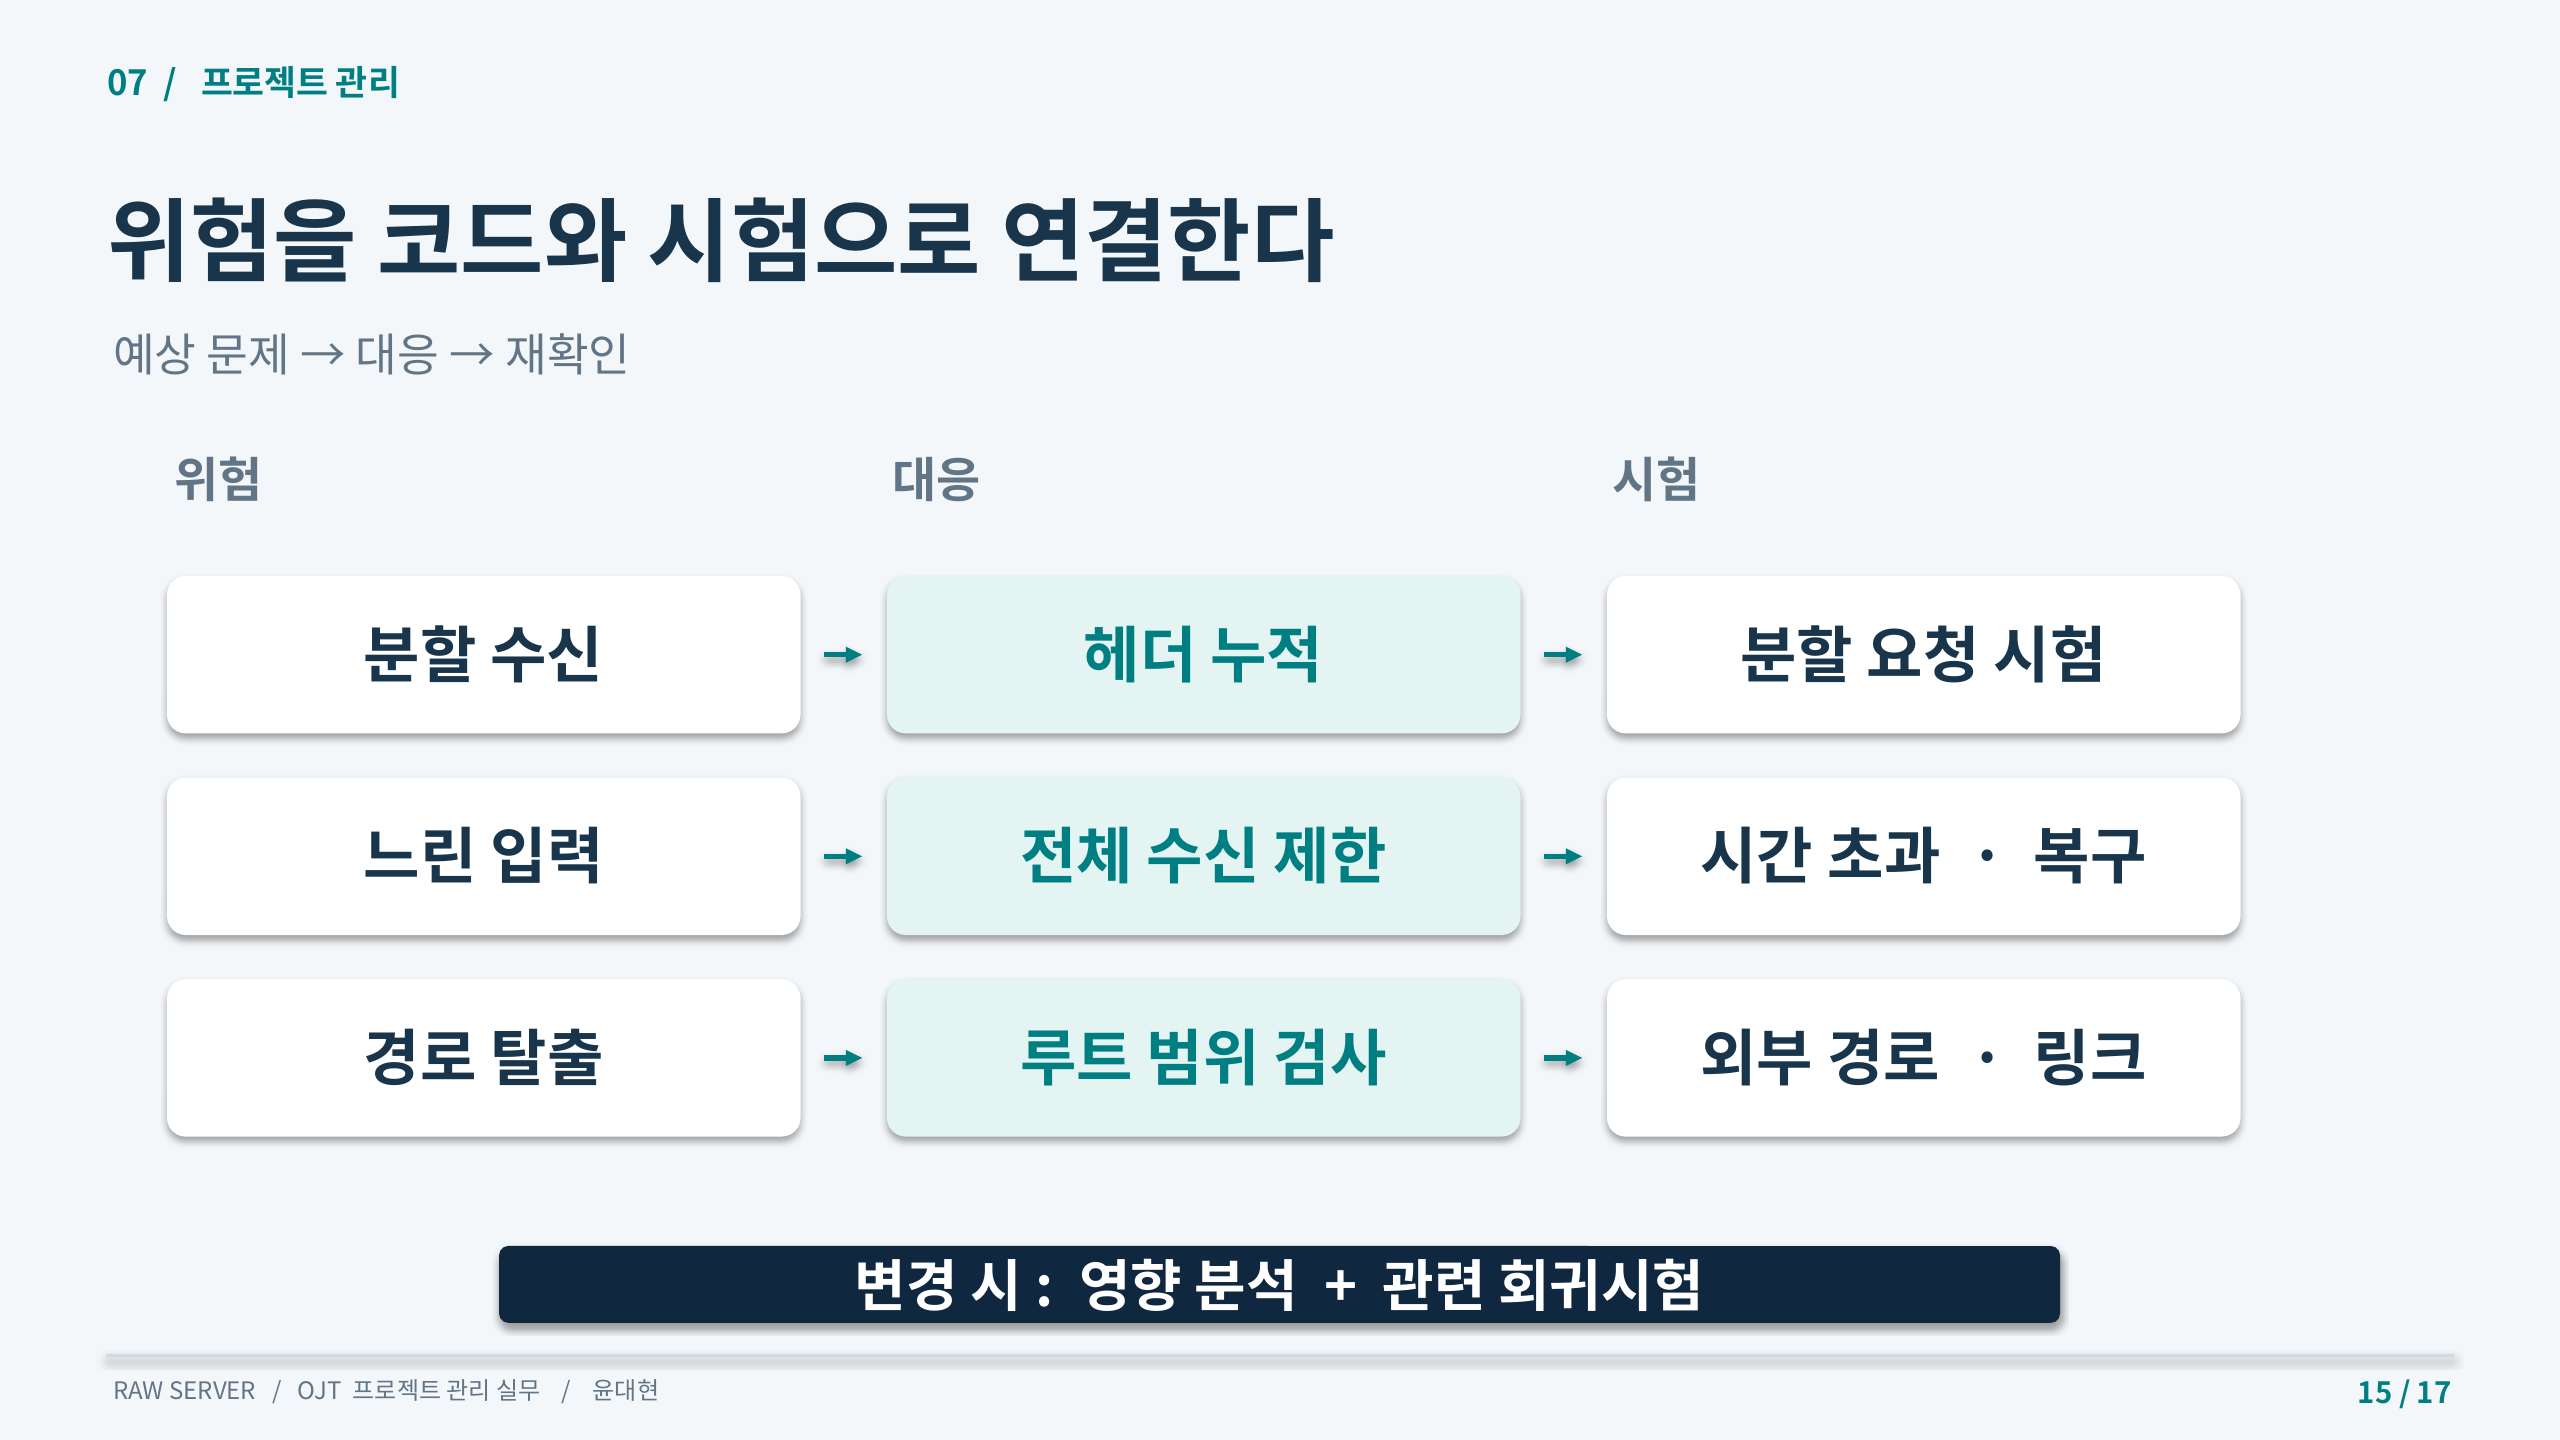 07 / 프로젝트 관리
위험을 코드와 시험으로 연결한다
예상 문제 → 대응 → 재확인
위험 대응 시험
분할 수신 → 헤더 누적 → 분할 요청 시험
느린 입력 → 전체 수신 제한 → 시간 초과 · 복구
경로 탈출 → 루트 범위 검사 → 외부 경로 · 링크
변경 시 : 영향 분석 + 관련 회귀시험
RAW SERVER / OJT 프로젝트 관리 실무 / 윤대현
15 / 17